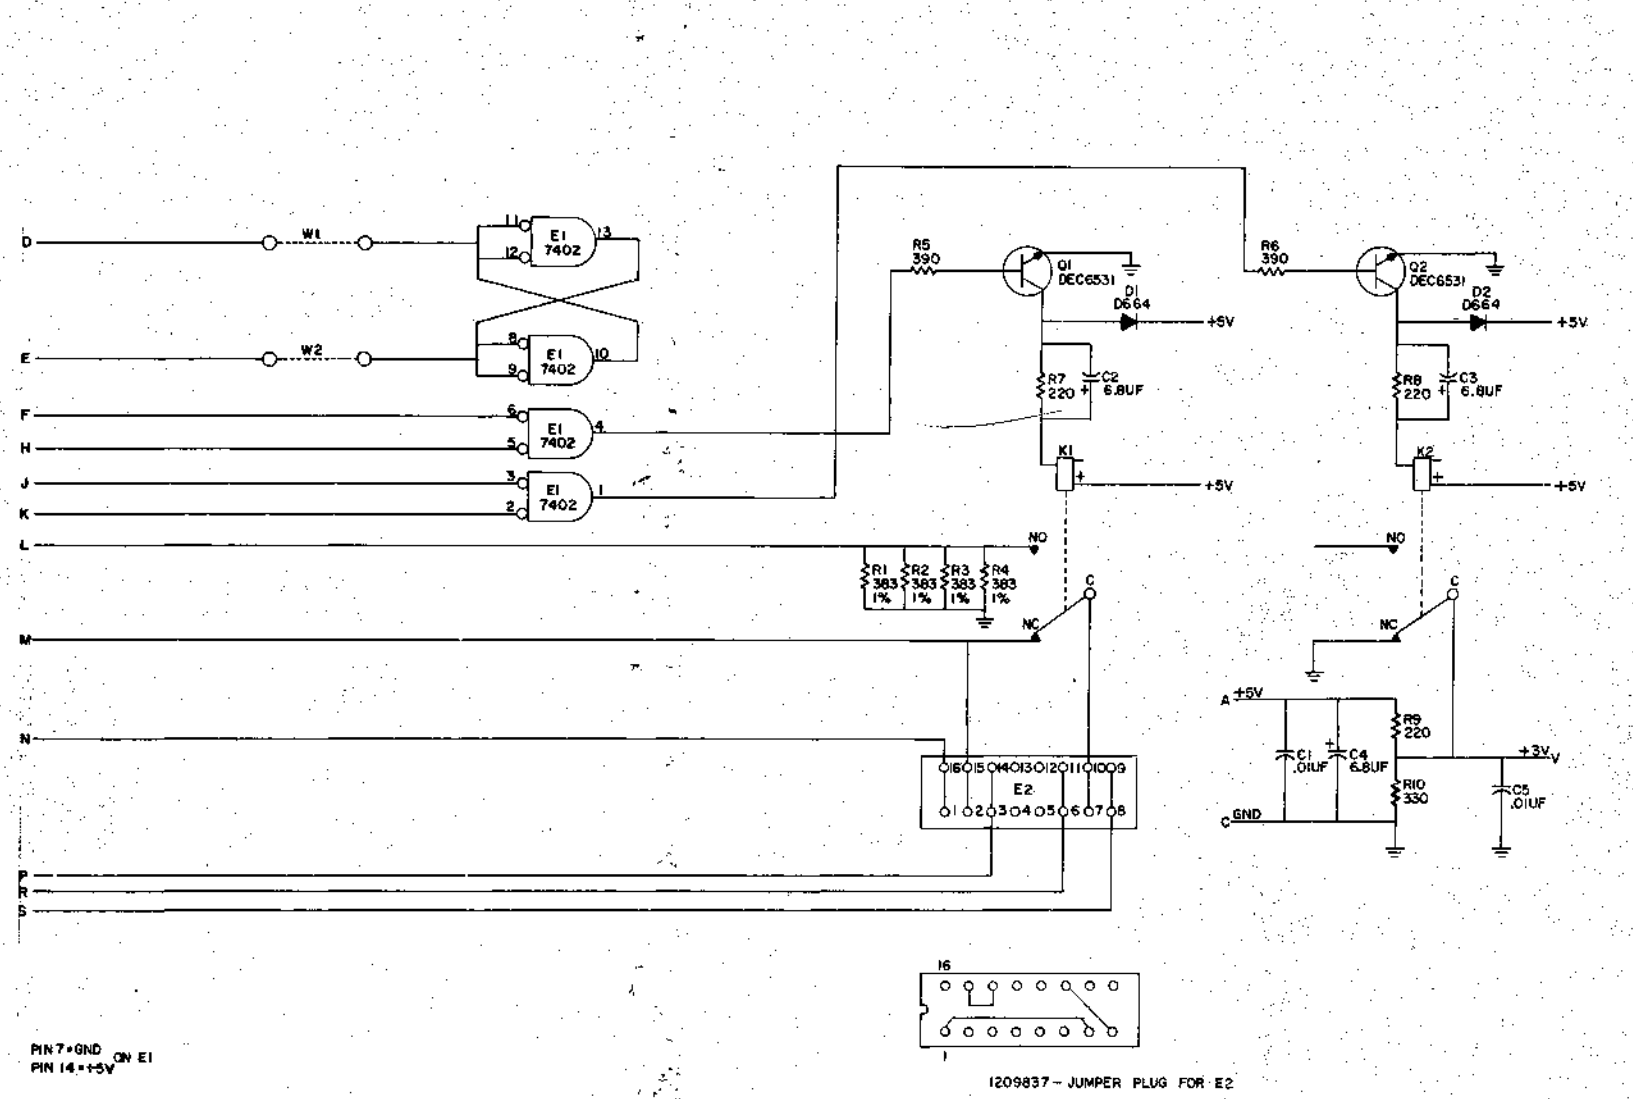 D
W1
11
12
E1
7402
13
E
W2
8
9
E1
7402
10
F
6
H
5
E1
7402
4
J
3
K
2
E1
7402
1
L
M
N
P
R
S
R5
390
Q1
DEC6531
D1
D664
+5V
R7
220
+
C2
6.8UF
K1
+
+5V
NO
R1
383
1%
R2
383
1%
R3
383
1%
R4
383
1%
C
NC
R6
390
Q2
DEC6531
D2
D664
+5V
R8
220
+
C3
6.8UF
K2
+
+5V
NO
C
NC
A +5V
C1
.01UF
+
C4
6.8UF
R9
220
R10
330
+3V V
C5
.01UF
C GND
16 15 14 13 12 11 10 9
E2
1 2 3 4 5 6 7 8
16
1
1209837- JUMPER PLUG FOR E2
PIN 7=GND
PIN 14=+5V
ON E1